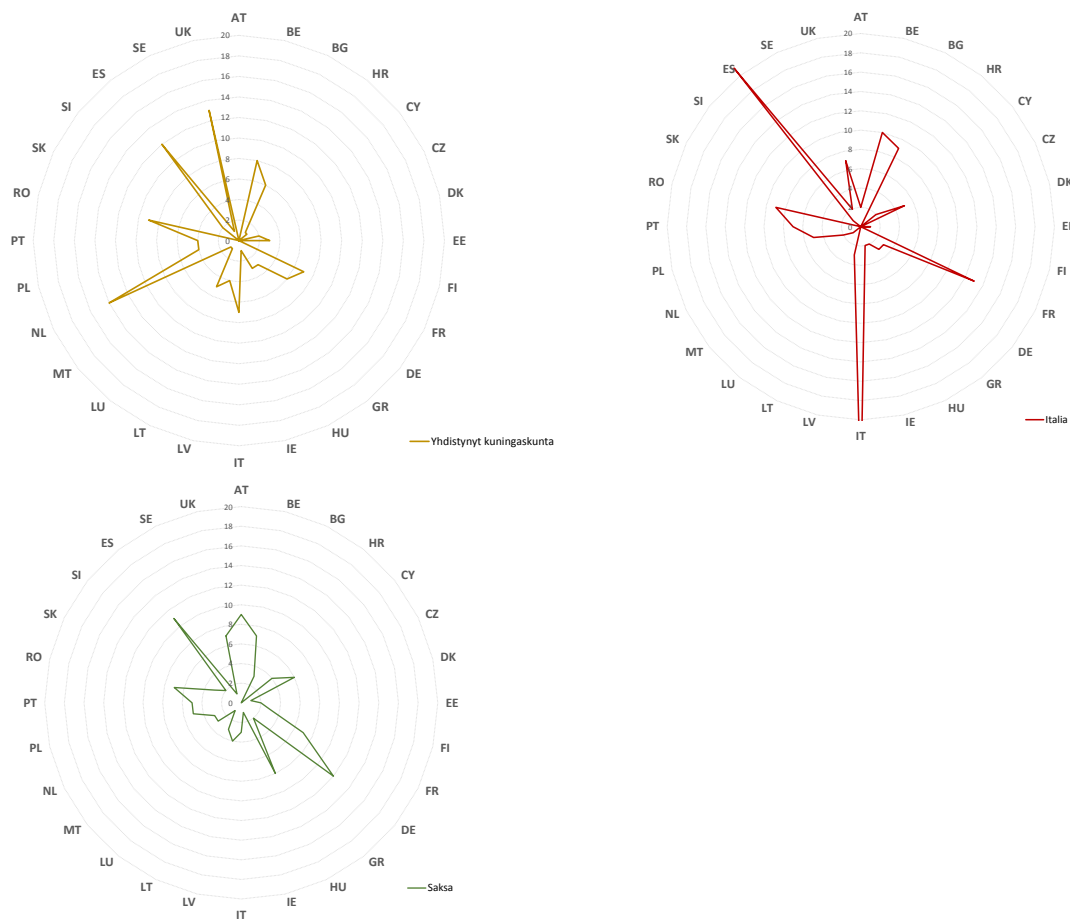 AT
BE
BG
HR
CY
CZ
DK
EE
FI
FR
DE
GR
HU
IE
IT
LV
LT
LU
MT
NL
PL
PT
RO
SK
SI
ES
SE
UK
20
18
16
14
12
10
8
6
4
2
0
Yhdistynyt kuningaskunta
AT
BE
BG
HR
CY
CZ
DK
FI
FR
DE
GR
HU
IE
IT
LV
LT
LU
MT
NL
PL
PT
RO
SK
SI
ES
SE
UK
20
18
16
14
12
10
8
6
4
2
0
Italia
AT
BE
BG
HR
CY
CZ
DK
EE
FI
FR
DE
GR
HU
IE
IT
LV
LT
LU
MT
NL
PL
PT
RO
SK
SI
ES
SE
UK
20
18
16
14
12
10
8
6
4
2
0
Saksa